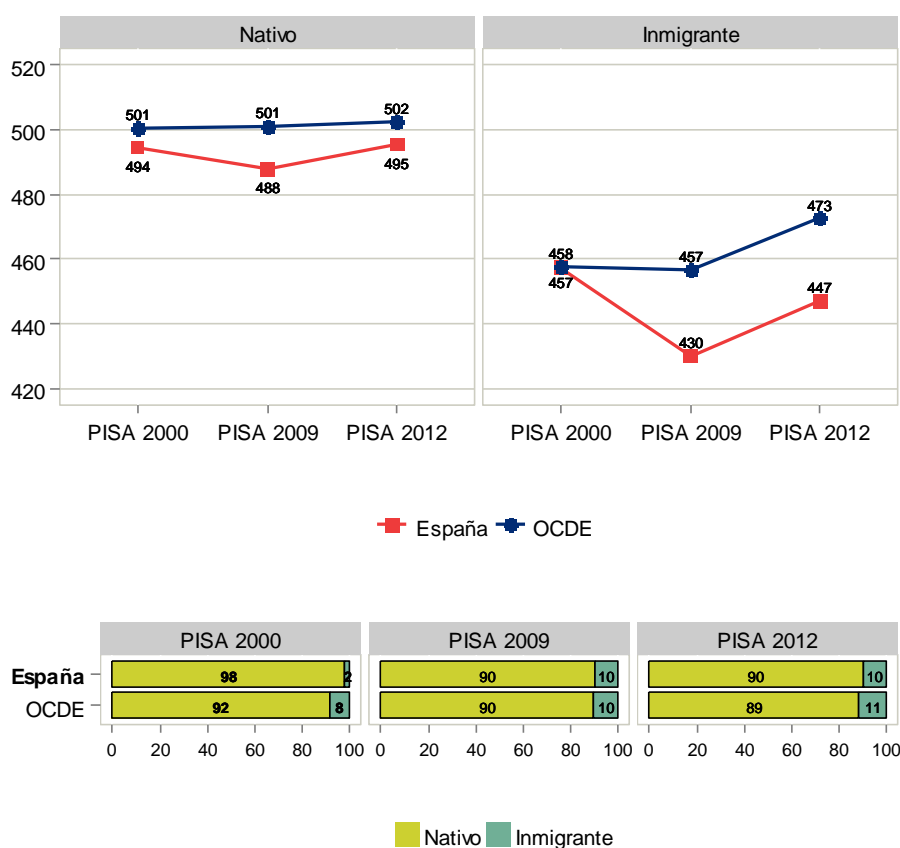 Nativo Inmigrante
520
500
480
460
440
420
501 501 502
494 488 495
458 457 473
457 430 447
PISA 2000 PISA 2009 PISA 2012 PISA 2000 PISA 2009 PISA 2012
España OCDE
PISA 2000 PISA 2009 PISA 2012
España 98 2 90 10 90 10
OCDE 92 8 90 10 89 11
0 20 40 60 80 100 0 20 40 60 80 100 0 20 40 60 80 100
Nativo Inmigrante